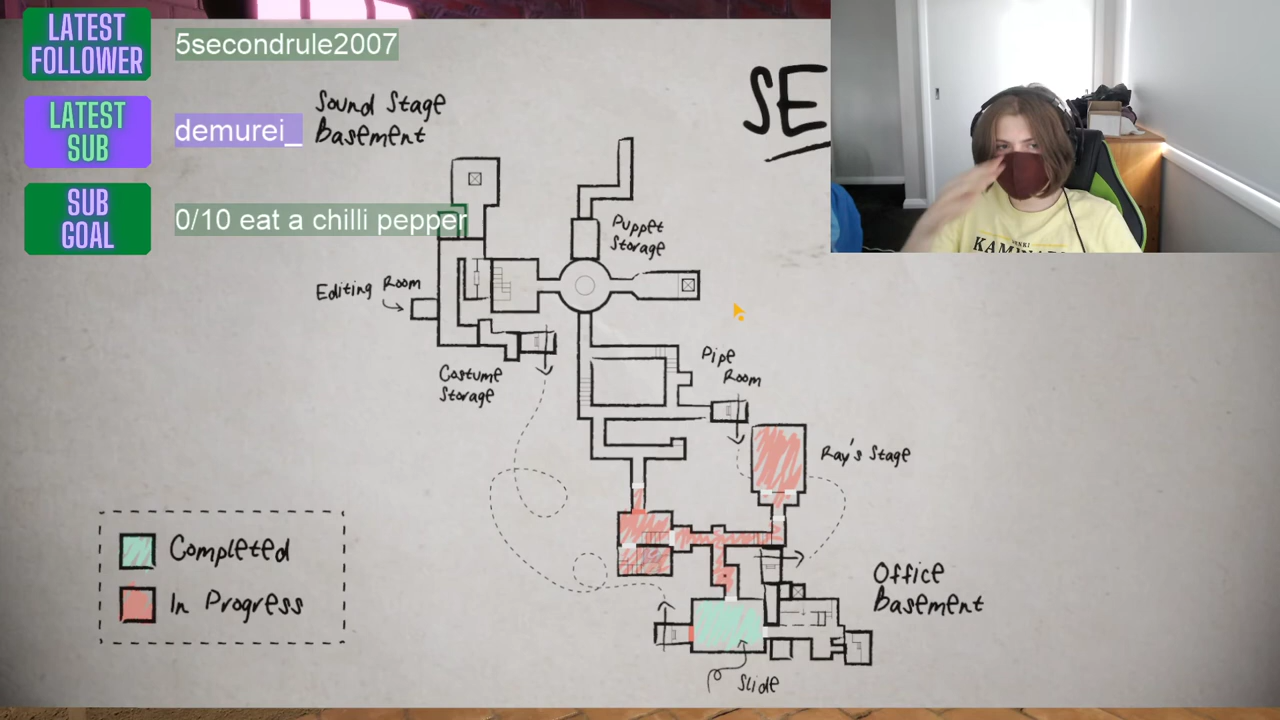 LATEST
FOLLOWER
5secondrule2007
LATEST
SUB
demurei_
SUB
GOAL
0/10 eat a chilli pepper
Sound Stage
Basement
SE
Puppet
Storage
Editing Room
Costume
Storage
Pipe
Room
Ray's Stage
Office
Basement
Slide
Completed
In Progress